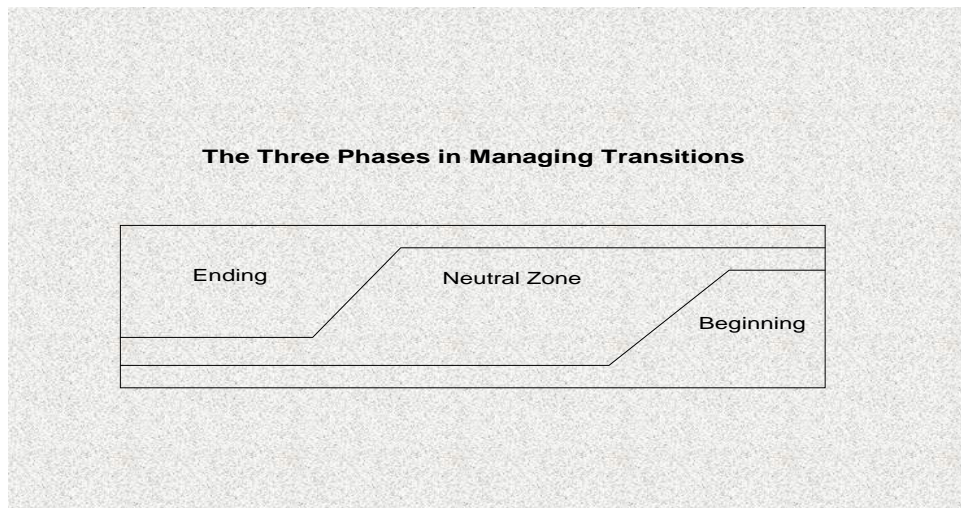 The Three Phases in Managing Transitions
Ending
Neutral Zone
Beginning